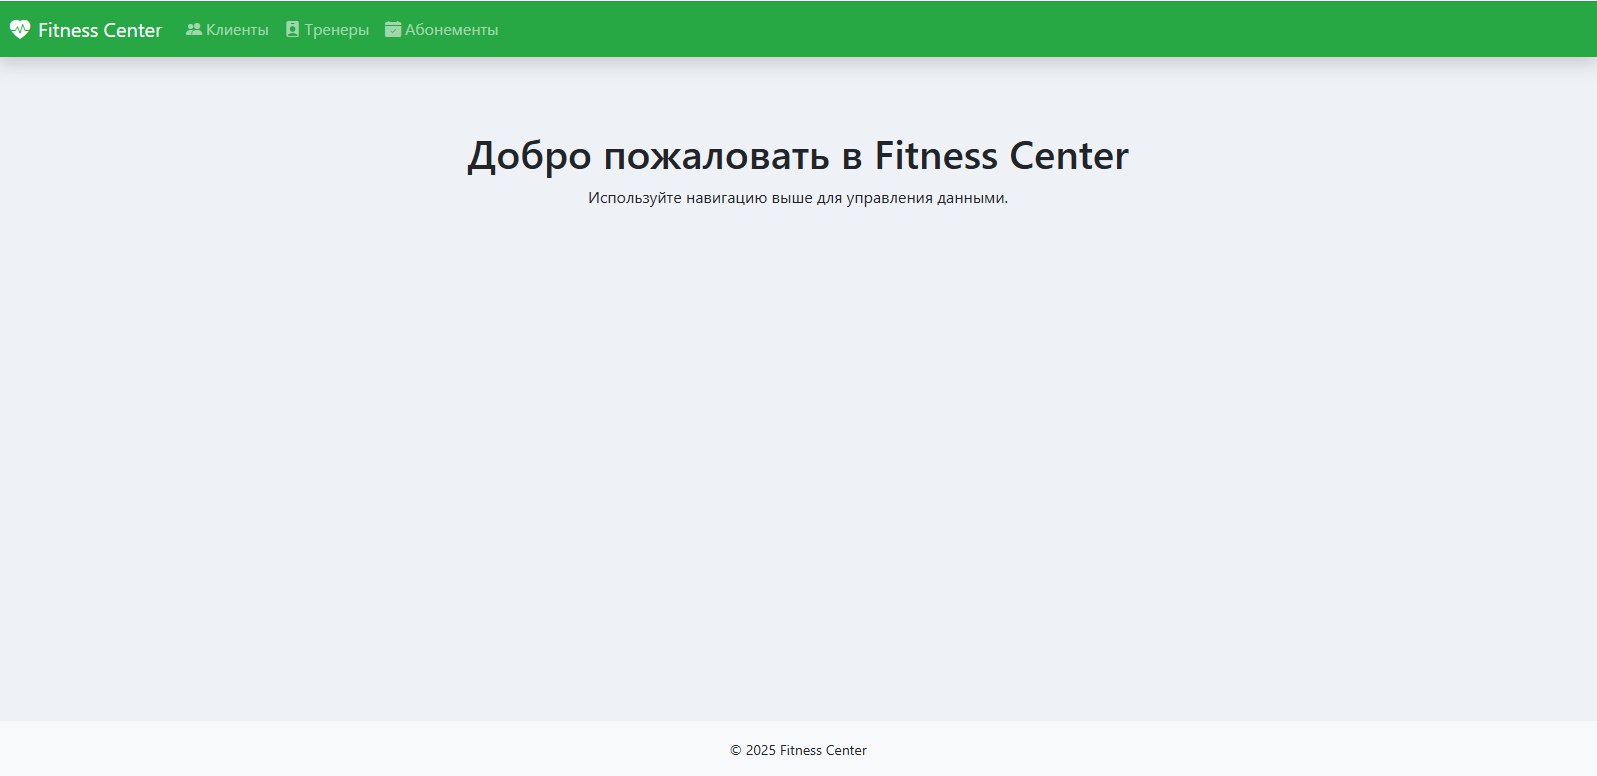 Fitness Center Клиенты Тренеры Абонементы
Добро пожаловать в Fitness Center
Используйте навигацию выше для управления данными.
© 2025 Fitness Center